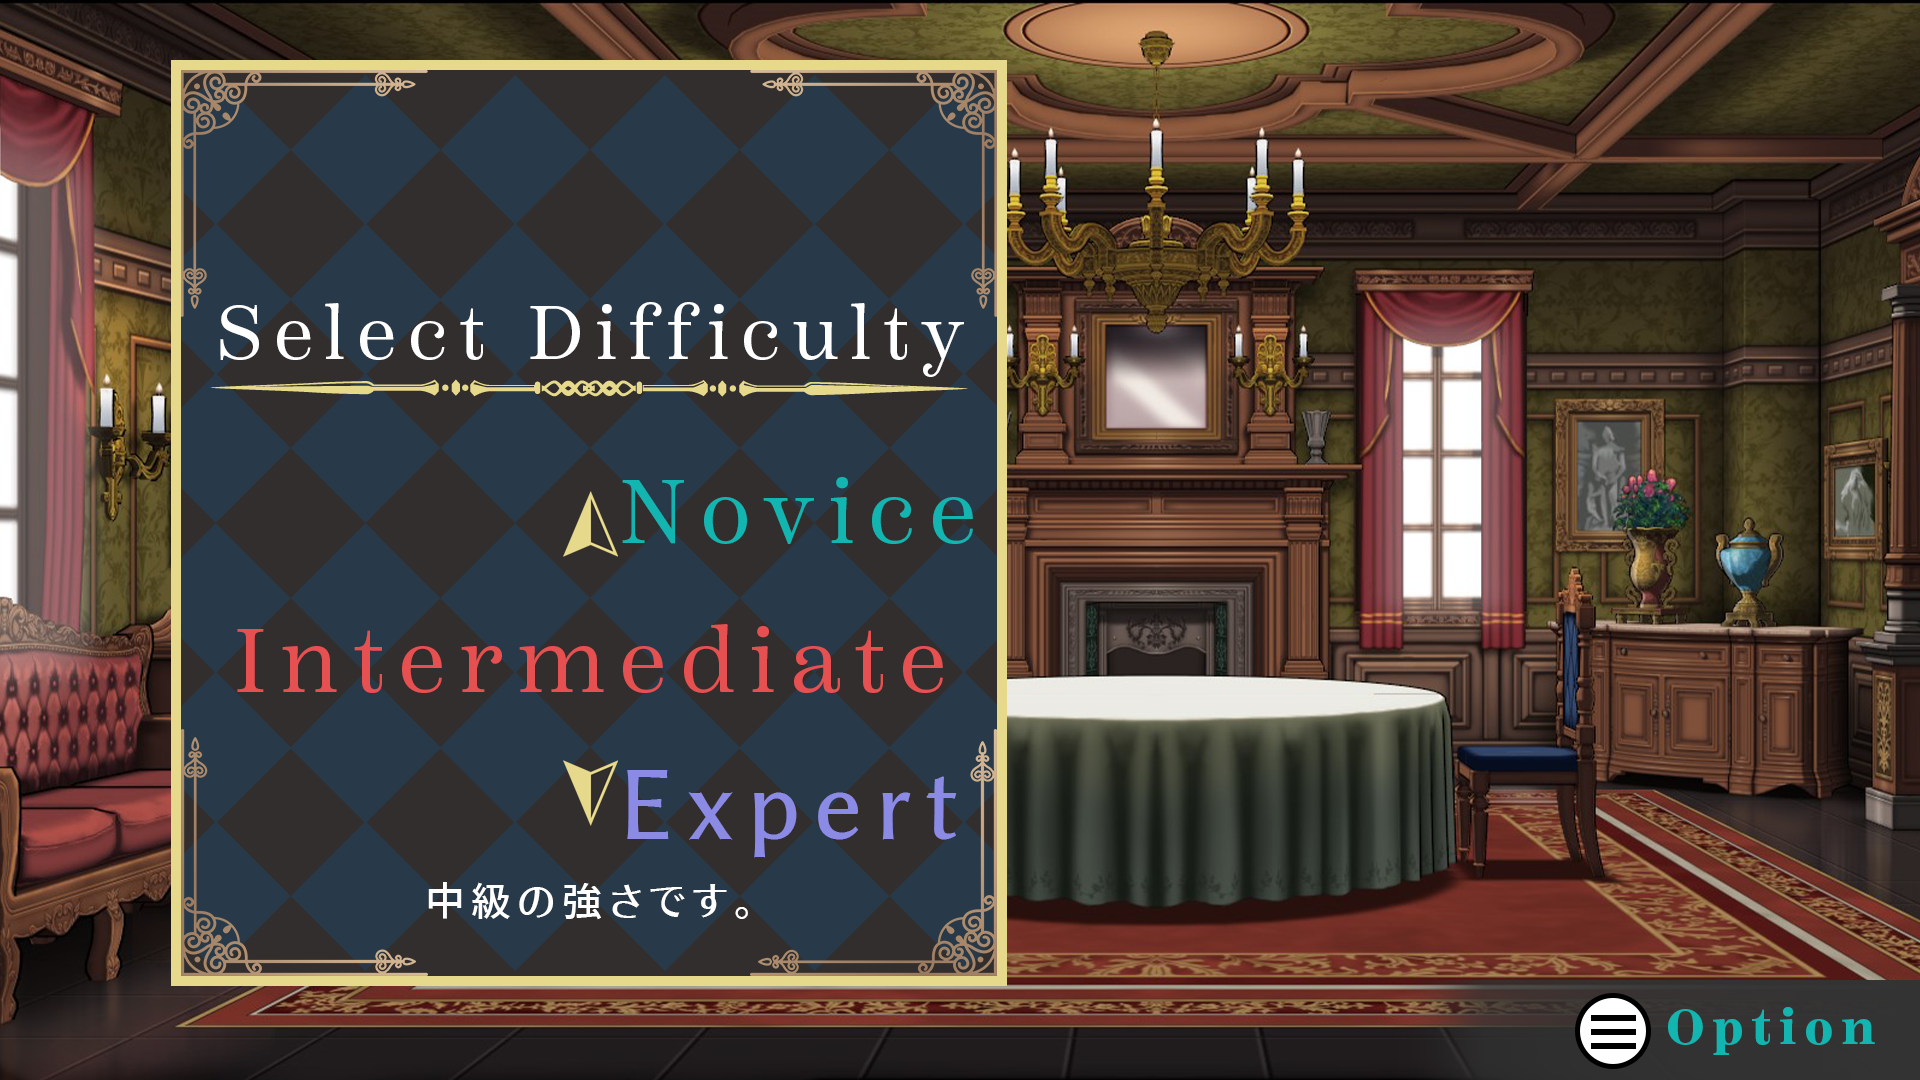 Select Difficulty
Novice
Intermediate
Expert
中級の強さです。
Option